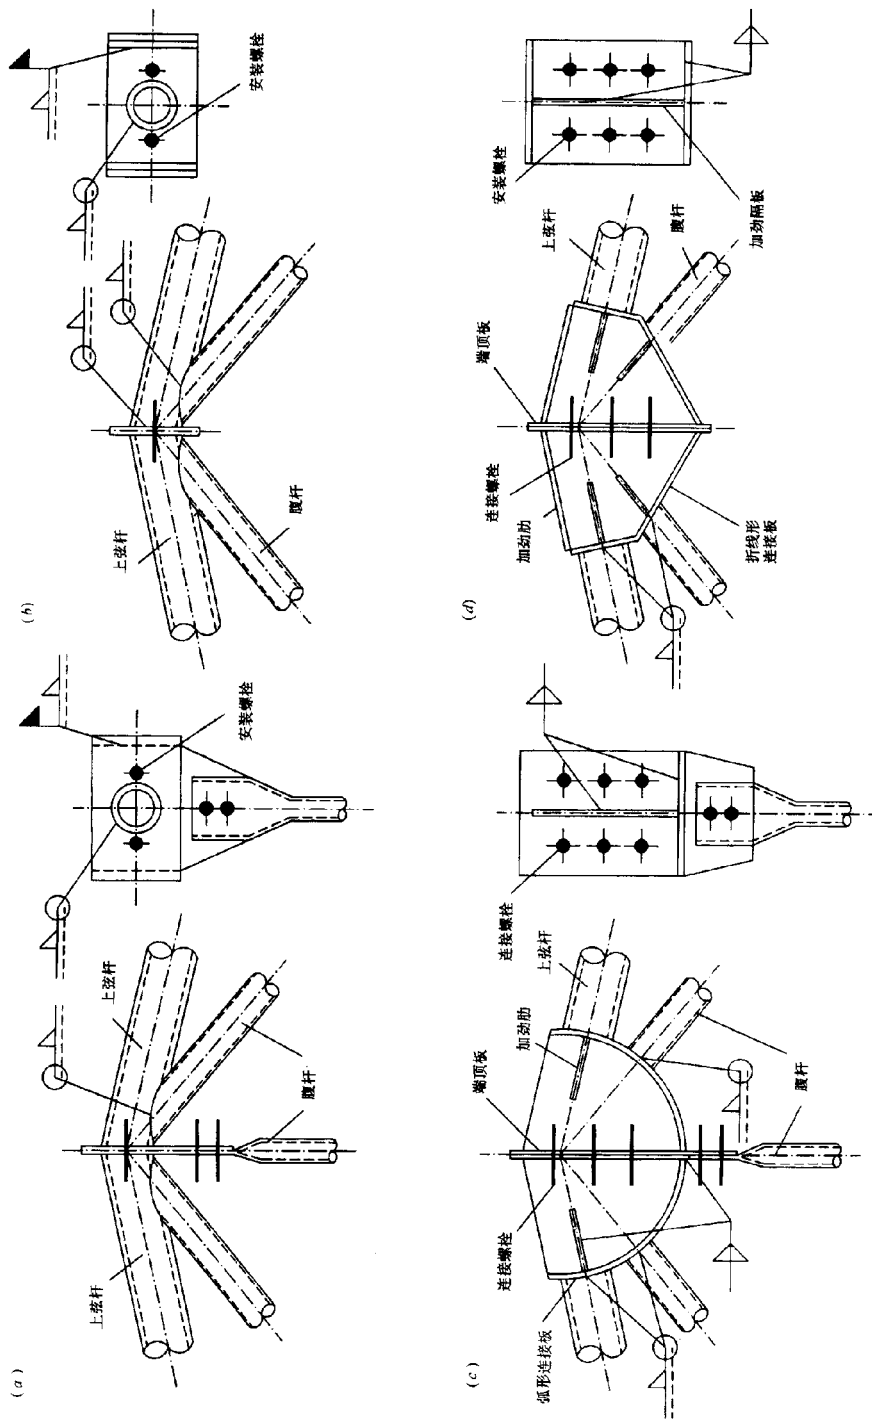 (a)
上弦杆
上弦杆
腹杆
安装螺栓
(b)
上弦杆
腹杆
安装螺栓
(c)
弧形连接板
连接螺栓
端顶板
加劲肋
上弦杆
腹杆
连接螺栓
(d)
加劲肋
连接螺栓
端顶板
上弦杆
腹杆
折线形
连接板
安装螺栓
加劲隔板